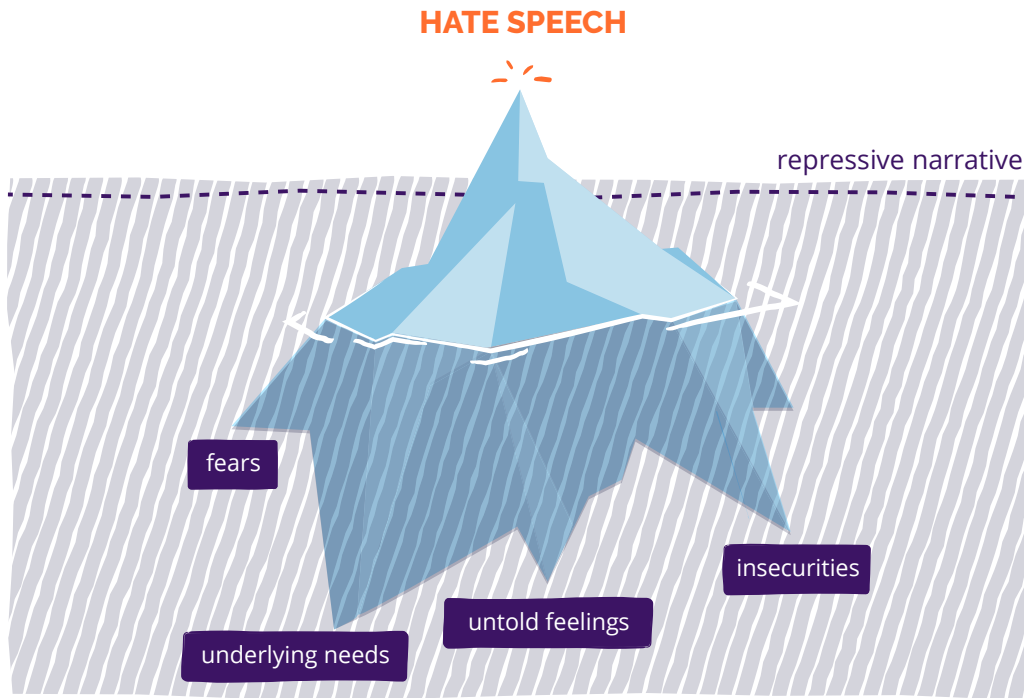 HATE SPEECH
repressive narrative
fears
insecurities
untold feelings
underlying needs